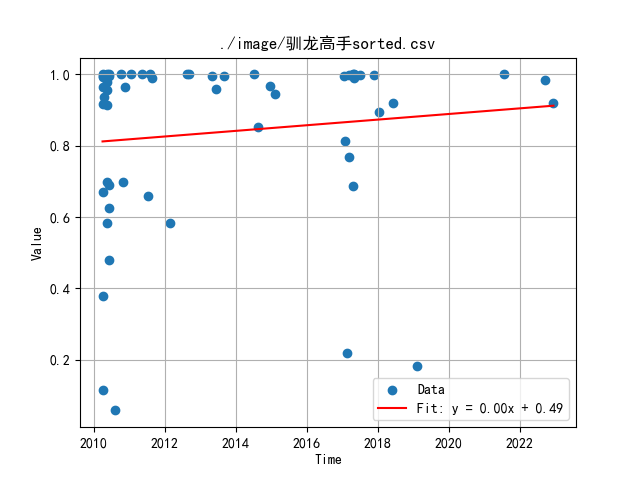 ./image/驯龙高手sorted.csv
1.0
0.8
0.6
0.4
0.2
Value
2010 2012 2014 2016 2018 2020 2022
Time
Data
Fit: y = 0.00x + 0.49